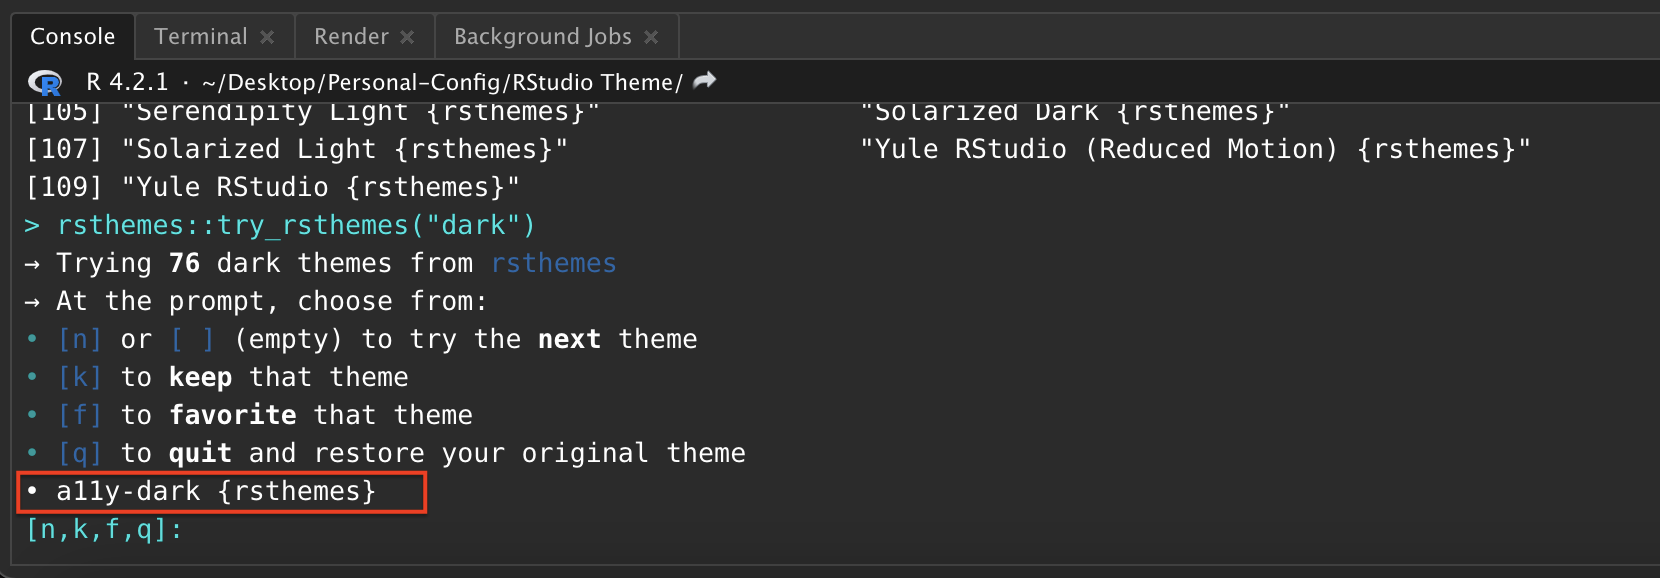 Console Terminal × Render × Background Jobs ×
R R 4.2.1 · ~/Desktop/Personal-Config/RStudio Theme/
[105] "Serendipity Light {rsthemes}" "Solarized Dark {rsthemes}"
[107] "Solarized Light {rsthemes}" "Yule RStudio (Reduced Motion) {rsthemes}"
[109] "Yule RStudio {rsthemes}"
> rsthemes::try_rsthemes("dark")
→ Trying 76 dark themes from rsthemes
→ At the prompt, choose from:
• [n] or [ ] (empty) to try the next theme
• [k] to keep that theme
• [f] to favorite that theme
• [q] to quit and restore your original theme
• a11y-dark {rsthemes}
[n,k,f,q]: